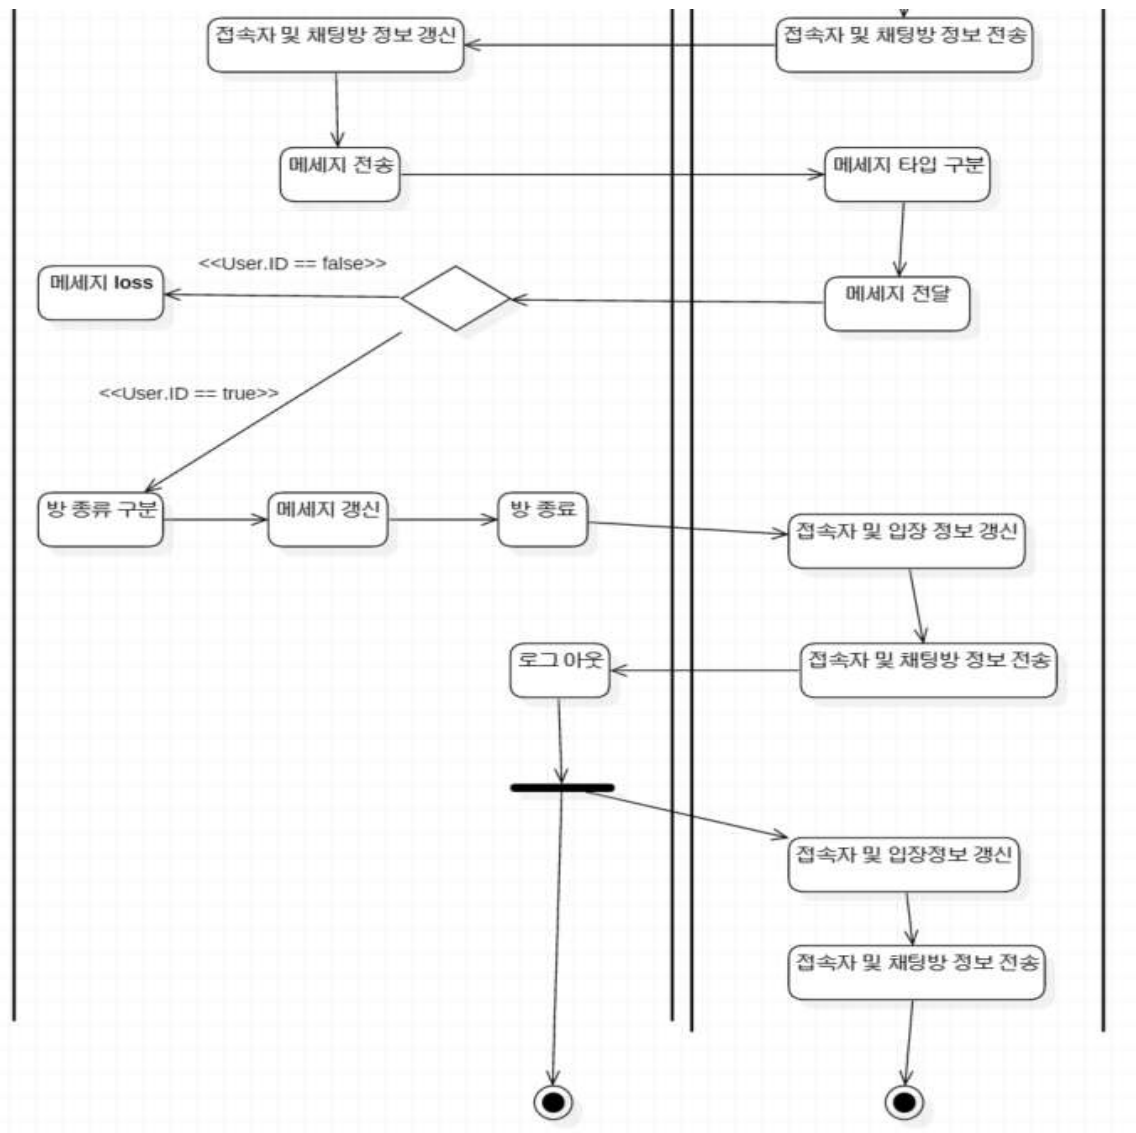 접속자 및 채팅방 정보 갱신
접속자 및 채팅방 정보 전송
메세지 전송
메세지 타입 구분
<<User.ID == false>>
메세지 loss
메세지 전달
<<User.ID == true>>
방 종류 구분
메세지 갱신
방 종료
접속자 및 입장 정보 갱신
로그 아웃
접속자 및 채팅방 정보 전송
접속자 및 입장정보 갱신
접속자 및 채팅방 정보 전송